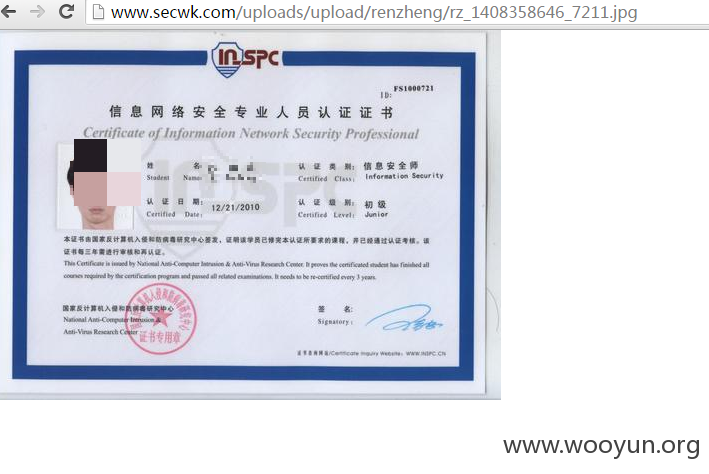 www.secwk.com/uploads/upload/renzheng/rz_1408358646_7211.jpg
INSPC
ID: FS1000721
信息网络安全专业人员认证证书
Certificate of Information Network Security Professional
姓 名:
Student Name:
认 证 类 别: 信息安全师
Certified Class: Information Security
认 证 日 期: 12/21/2010
Certified Date:
认 证 级 别: 初级
Certified Level: Junior
本证书由国家反计算机入侵和防病毒研究中心签发,证明该学员已修完本认证所要求的课程,并已经通过认证考核。该
证书每三年需进行审核和再认证。
This Certificate is issued by National Anti-Computer Intrusion & Anti-Virus Research Center. It proves the certificated student has finished all
courses required by the certification program and passed all related examinations. It needs to be re-certified every 3 years.
国家反计算机入侵和防病毒研究中心
National Anti-Computer Intrusion &
Anti-Virus Research Center
证书专用章
签 名:
Signatory:
证书查询网站/Certificate Inquiry Website: WWW.INSPC.CN
www.wooyun.org